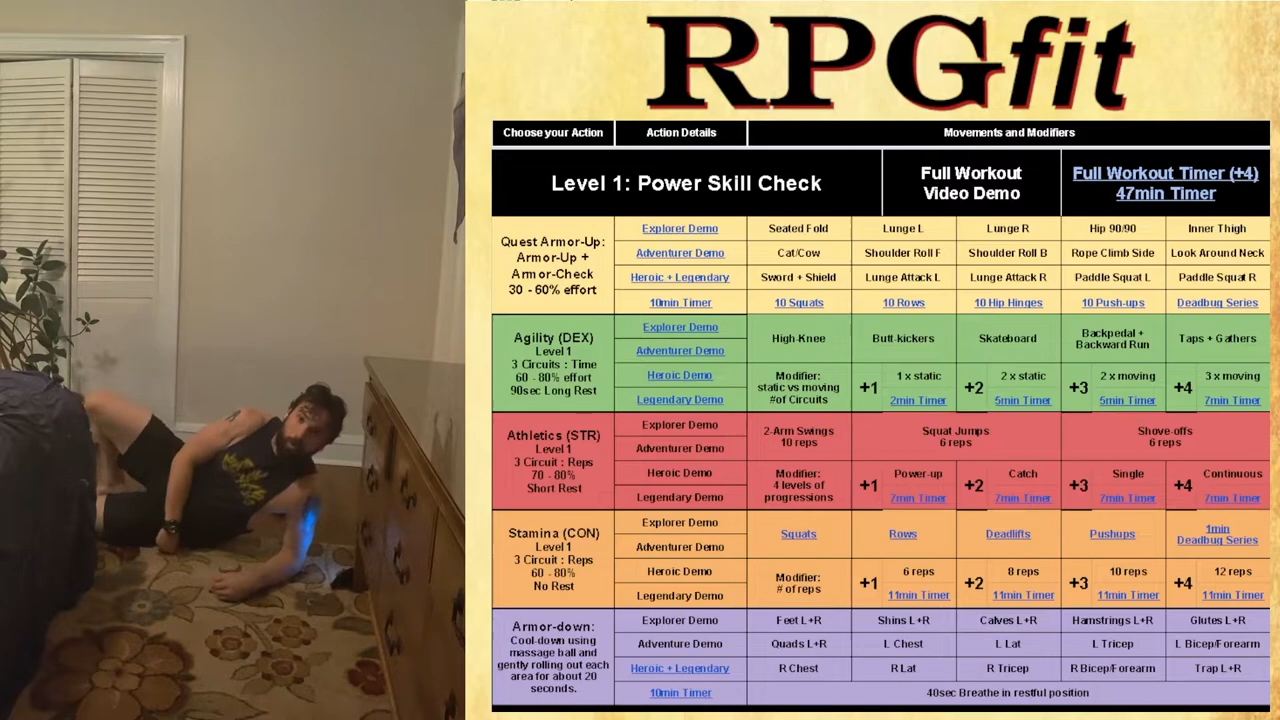 RPGfit
Choose your Action Action Details Movements and Modifiers
Level 1: Power Skill Check
Full Workout
Video Demo
Full Workout Timer (+4)
47min Timer
Quest Armor-Up:
Armor-Up +
Armor-Check
30 - 60% effort
Explorer Demo Seated Fold Lunge L Lunge R Hip 90/90 Inner Thigh
Adventurer Demo Cat/Cow Shoulder Roll F Shoulder Roll B Rope Climb Side Look Around Neck
Heroic + Legendary Sword + Shield Lunge Attack L Lunge Attack R Paddle Squat L Paddle Squat R
10min Timer 10 Squats 10 Rows 10 Hip Hinges 10 Push-ups Deadbug Series
Agility (DEX)
Level 1
3 Circuits : Time
60 - 80% effort
90sec Long Rest
Explorer Demo
Adventurer Demo
High-Knee Butt-kickers Skateboard
Backpedal +
Backward Run
Taps + Gathers
Heroic Demo
Legendary Demo
Modifier:
static vs moving
#of Circuits
+1
1 x static
2min Timer
+2
2 x static
5min Timer
+3
2 x moving
5min Timer
+4
3 x moving
7min Timer
Athletics (STR)
Level 1
3 Circuit : Reps
70 - 80%
Short Rest
Explorer Demo
Adventurer Demo
2-Arm Swings
10 reps
Squat Jumps
6 reps
Shove-offs
6 reps
Heroic Demo
Legendary Demo
Modifier:
4 levels of
progressions
+1
Power-up
7min Timer
+2
Catch
7min Timer
+3
Single
7min Timer
+4
Continuous
7min Timer
Stamina (CON)
Level 1
3 Circuit : Reps
60 - 80%
No Rest
Explorer Demo
Adventurer Demo
Squats Rows Deadlifts Pushups
1min
Deadbug Series
Heroic Demo
Legendary Demo
Modifier:
# of reps
+1
6 reps
11min Timer
+2
8 reps
11min Timer
+3
10 reps
11min Timer
+4
12 reps
11min Timer
Armor-down:
Cool-down using
massage ball and
gently rolling out each
area for about 20
seconds.
Explorer Demo Feet L+R Shins L+R Calves L+R Hamstrings L+R Glutes L+R
Adventure Demo Quads L+R L Chest L Lat L Tricep L Bicep/Forearm
Heroic + Legendary R Chest R Lat R Tricep R Bicep/Forearm Trap L+R
10min Timer 40sec Breathe in restful position